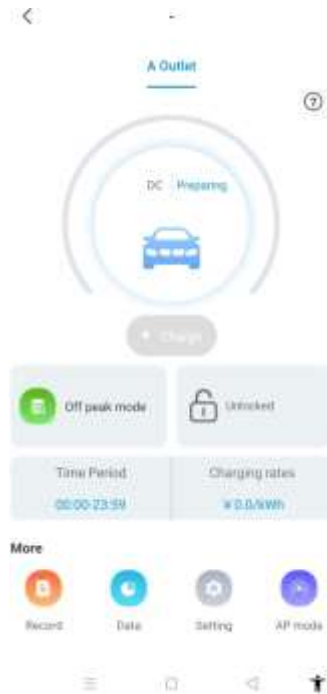 A Outlet
DC Preparing
Charge
Off peak mode
Unlocked
Time Period
Charging rates
00:00-23:59
¥0.0/kWh
More
Record
Data
Setting
AP mode